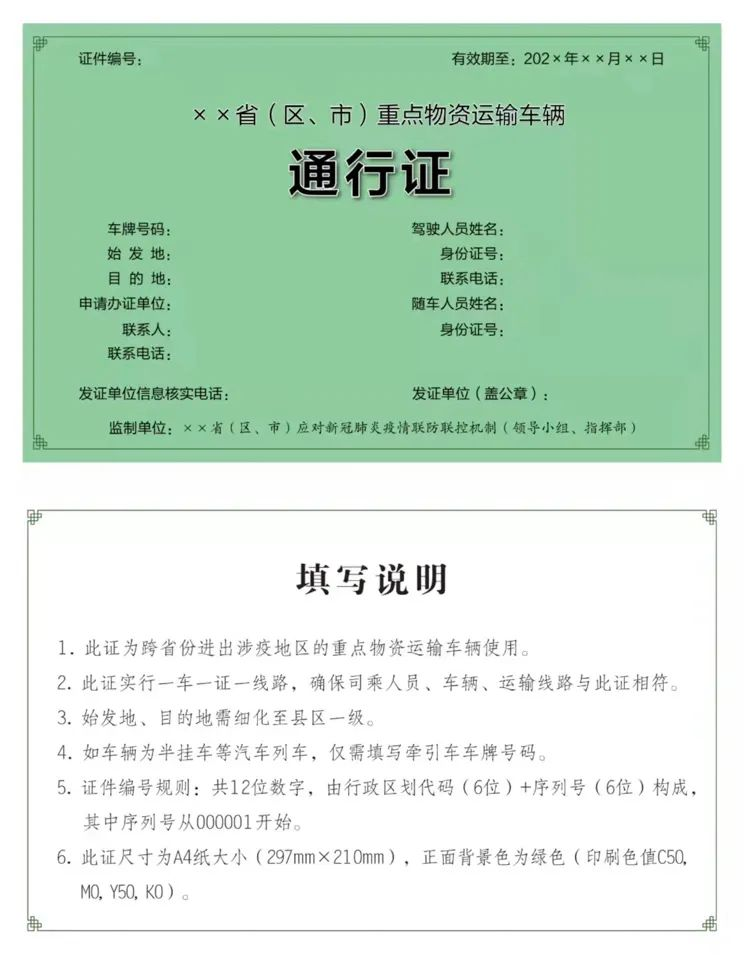 证件编号：
有效期至：202×年××月××日
××省（区、市）重点物资运输车辆
通行证
车牌号码：
驾驶人员姓名：
始发地：
身份证号：
目的地：
联系电话：
申请办证单位：
随车人员姓名：
联系人：
身份证号：
联系电话：
发证单位信息核实电话：
发证单位（盖公章）：
监制单位：××省（区、市）应对新冠肺炎疫情联防联控机制（领导小组、指挥部）
填写说明
1. 此证为跨省份进出涉疫地区的重点物资运输车辆使用。
2. 此证实行一车一证一线路，确保司乘人员、车辆、运输线路与此证相符。
3. 始发地、目的地需细化至县区一级。
4. 如车辆为半挂车等汽车列车，仅需填写牵引车车牌号码。
5. 证件编号规则：共12位数字，由行政区划代码（6位）+序列号（6位）构成，
其中序列号从000001开始。
6. 此证尺寸为A4纸大小（297mm×210mm），正面背景色为绿色（印刷色值C50,
M0, Y50, K0）。